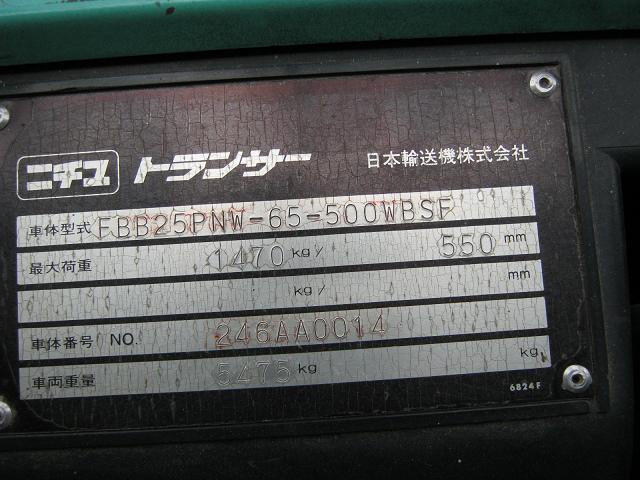 ニチユ トランサー 日本輸送機株式会社
車体型式 FBB25PNW-65-500WBSF
最大荷重 1470 kg/ 550 mm
kg/ mm
車体番号 NO. 246AA0014
車両重量 5475 kg kg
6824F